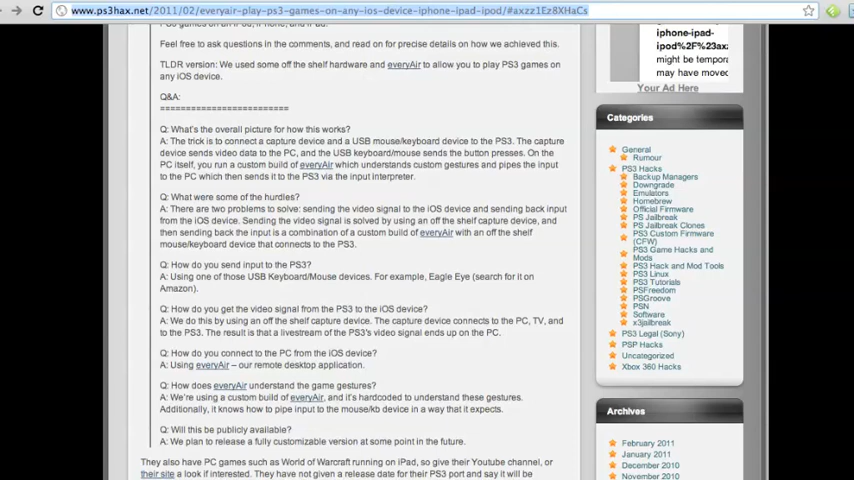 www.ps3hax.net/2011/02/everyair-play-ps3-games-on-any-ios-device-iphone-ipad-ipod/#axzz1Ez8XHaCs
Feel free to ask questions in the comments, and read on for precise details on how we achieved this.
TLDR version: We used some off the shelf hardware and everyAir to allow you to play PS3 games on
any iOS device.
Q&A:
=========================
Q: What's the overall picture for how this works?
A: The trick is to connect a capture device and a USB mouse/keyboard device to the PS3. The capture
device sends video data to the PC, and the USB keyboard/mouse sends the button presses. On the
PC itself, you run a custom build of everyAir which understands custom gestures and pipes the input
to the PC which then sends it to the PS3 via the input interpreter.
Q: What were some of the hurdles?
A: There are two problems to solve: sending the video signal to the iOS device and sending back input
from the iOS device. Sending the video signal is solved by using an off the shelf capture device, and
then sending back the input is a combination of a custom build of everyAir with an off the shelf
mouse/keyboard device that connects to the PS3.
Q: How do you send input to the PS3?
A: Using one of those USB Keyboard/Mouse devices. For example, Eagle Eye (search for it on
Amazon).
Q: How do you get the video signal from the PS3 to the iOS device?
A: We do this by using an off the shelf capture device. The capture device connects to the PC, TV, and
to the PS3. The result is that a livestream of the PS3's video signal ends up on the PC.
Q: How do you connect to the PC from the iOS device?
A: Using everyAir – our remote desktop application.
Q: How does everyAir understand the game gestures?
A: We're using a custom build of everyAir, and it's hardcoded to understand these gestures.
Additionally, it knows how to pipe input to the mouse/kb device in a way that it expects.
Q: Will this be publicly available?
A: We plan to release a fully customizable version at some point in the future.
They also have PC games such as World of Warcraft running on iPad, so give their Youtube channel, or
their site a look if interested. They have not given a release date for their PS3 port and say it will be
iphone-ipad-
ipod%2F%23ax
might be tempora
may have moved
Your Ad Here
Categories
General
Rumour
PS3 Hacks
Backup Managers
Downgrade
Emulators
Homebrew
Official Firmware
PS Jailbreak
PS Jailbreak Clones
PS3 Custom Firmware
(CFW)
PS3 Game Hacks and
Mods
PS3 Hack and Mod Tools
PS3 Linux
PS3 Tutorials
PSFreedom
PSGroove
PSN
Software
x3jailbreak
PS3 Legal (Sony)
PSP Hacks
Uncategorized
Xbox 360 Hacks
Archives
February 2011
January 2011
December 2010
November 2010